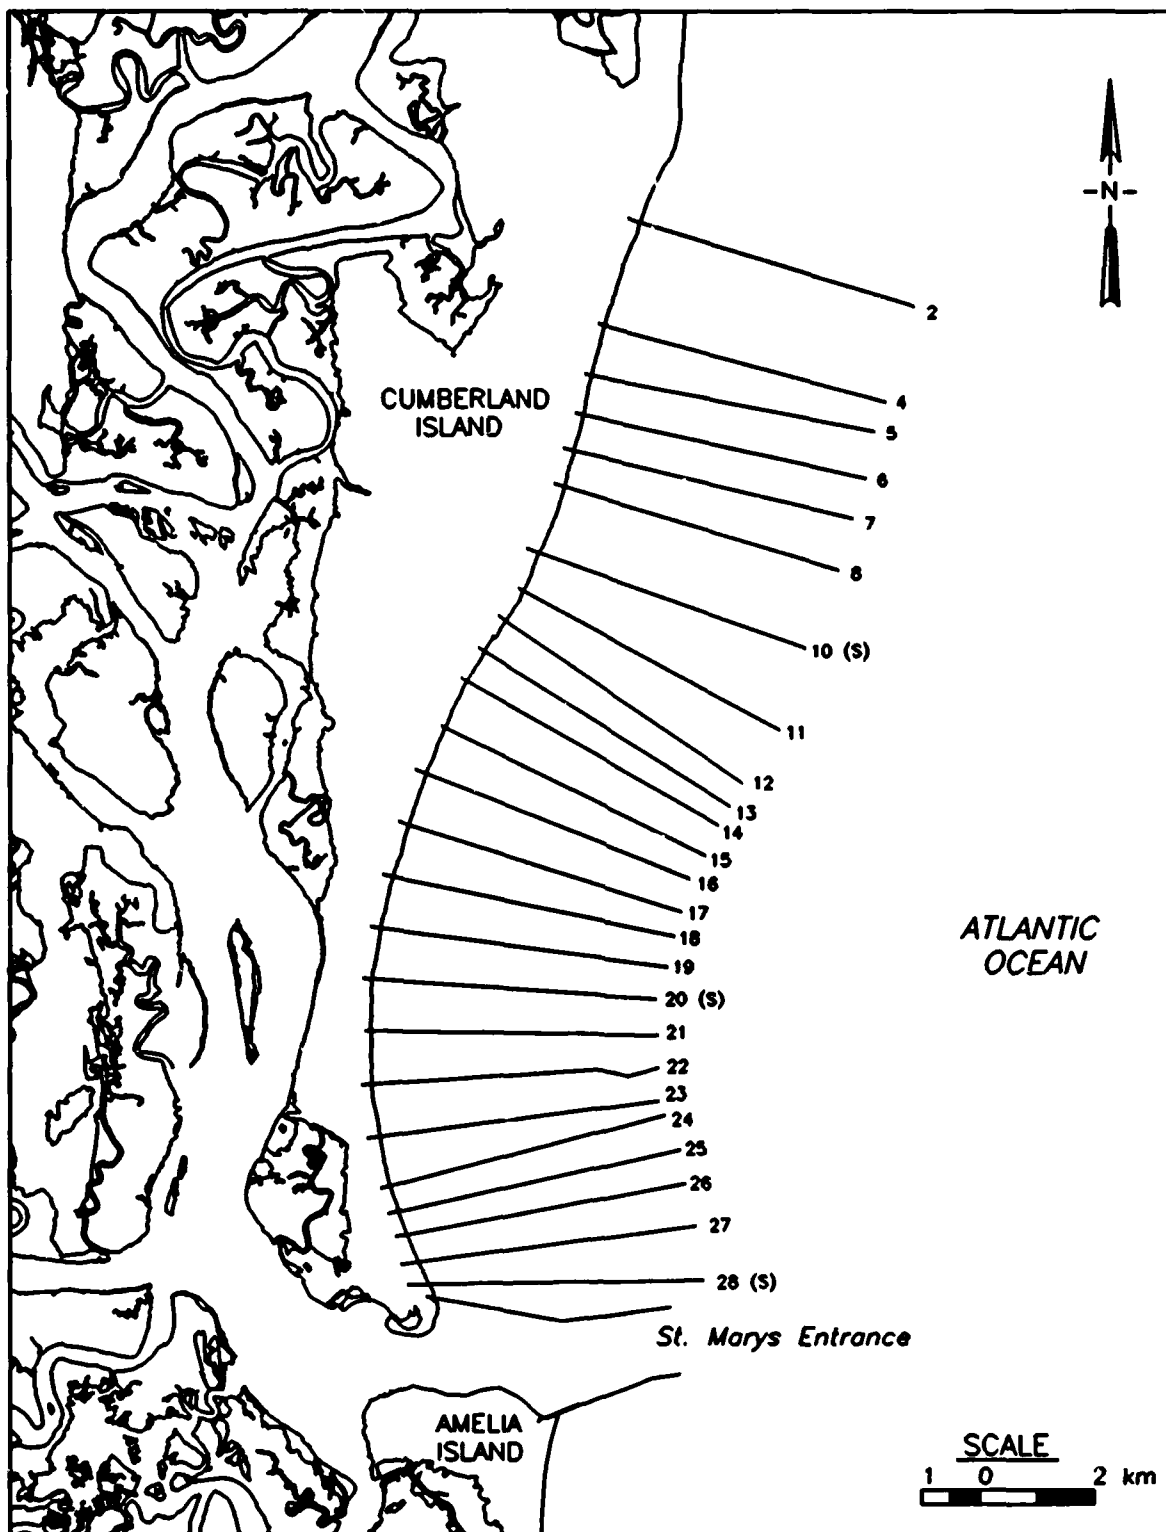 -N-
2
CUMBERLAND
ISLAND
4
5
6
7
8
10 (S)
11
12
13
14
15
16
17
18
ATLANTIC
OCEAN
19
20 (S)
21
22
23
24
25
26
27
28 (S)
St. Marys Entrance
AMELIA
ISLAND
SCALE
1 0 2 km